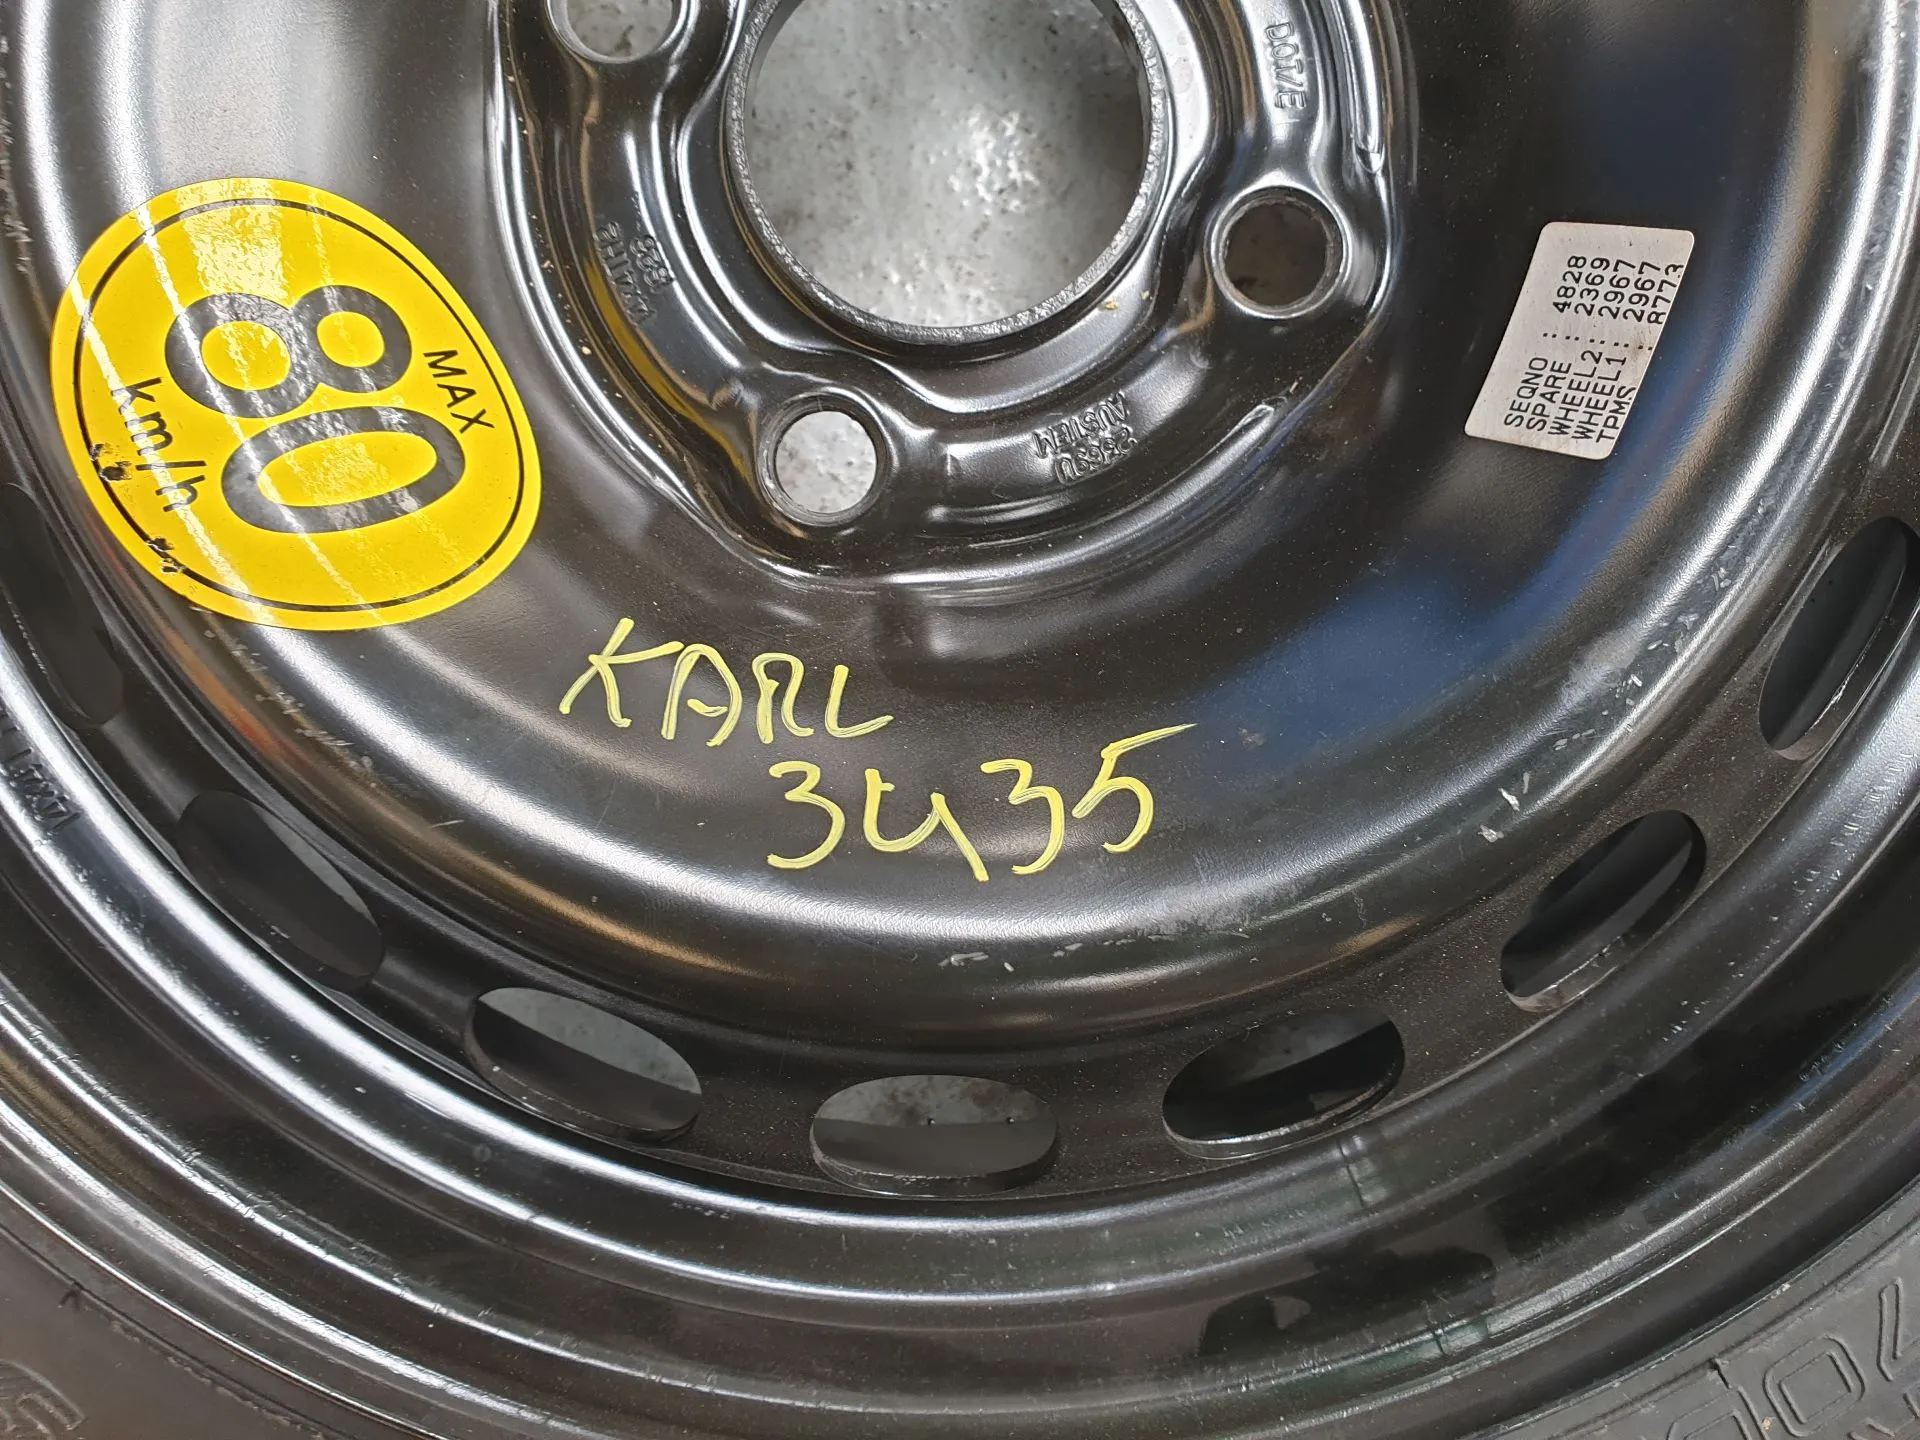 MAX
80
km/h
KARL
3435
SEQNO : 4828
SPARE : 2369
WHEEL2: 2967
WHEEL1: 2967
TPMS : 8773